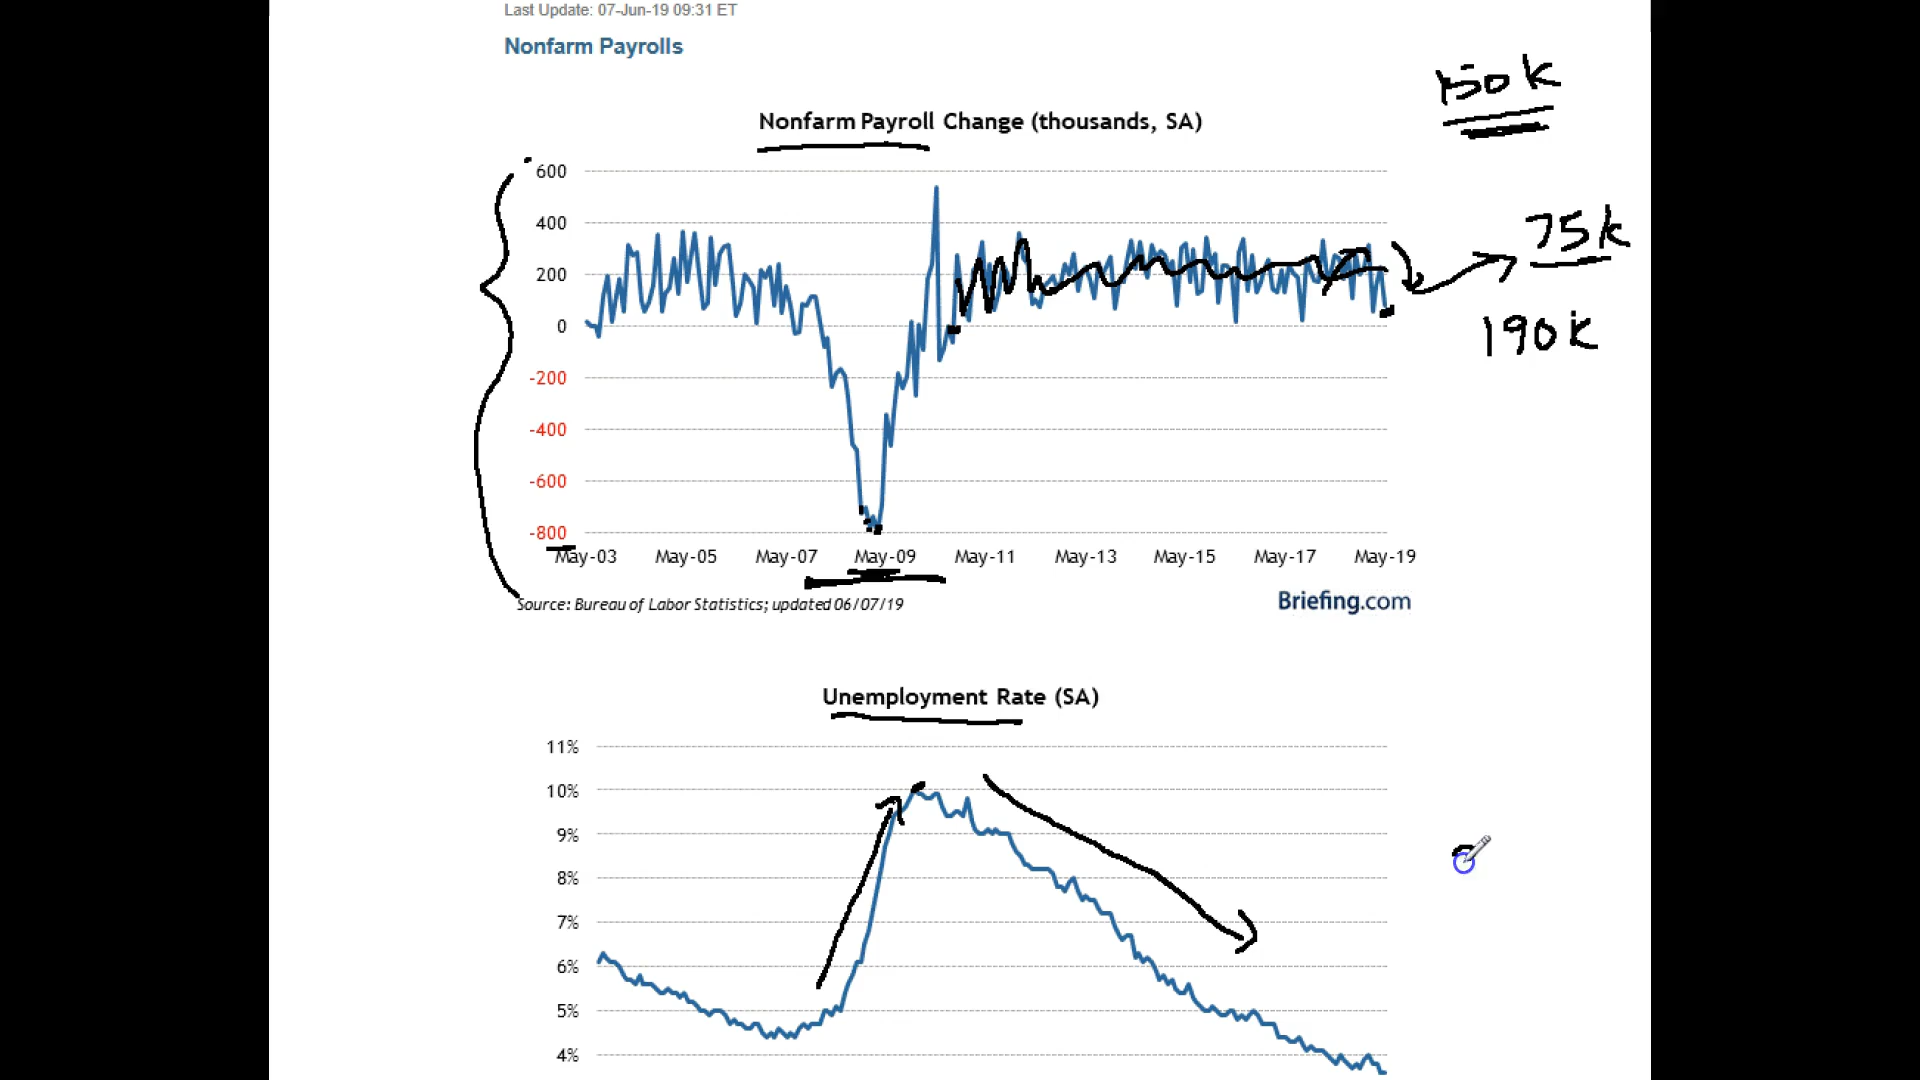 Last Update: 07-Jun-19 09:31 ET
Nonfarm Payrolls
150K
Nonfarm Payroll Change (thousands, SA)
600
400
200
0
-200
-400
-600
-800
75K
190K
May-03 May-05 May-07 May-09 May-11 May-13 May-15 May-17 May-19
Source: Bureau of Labor Statistics; updated 06/07/19
Briefing.com
Unemployment Rate (SA)
11%
10%
9%
8%
7%
6%
5%
4%